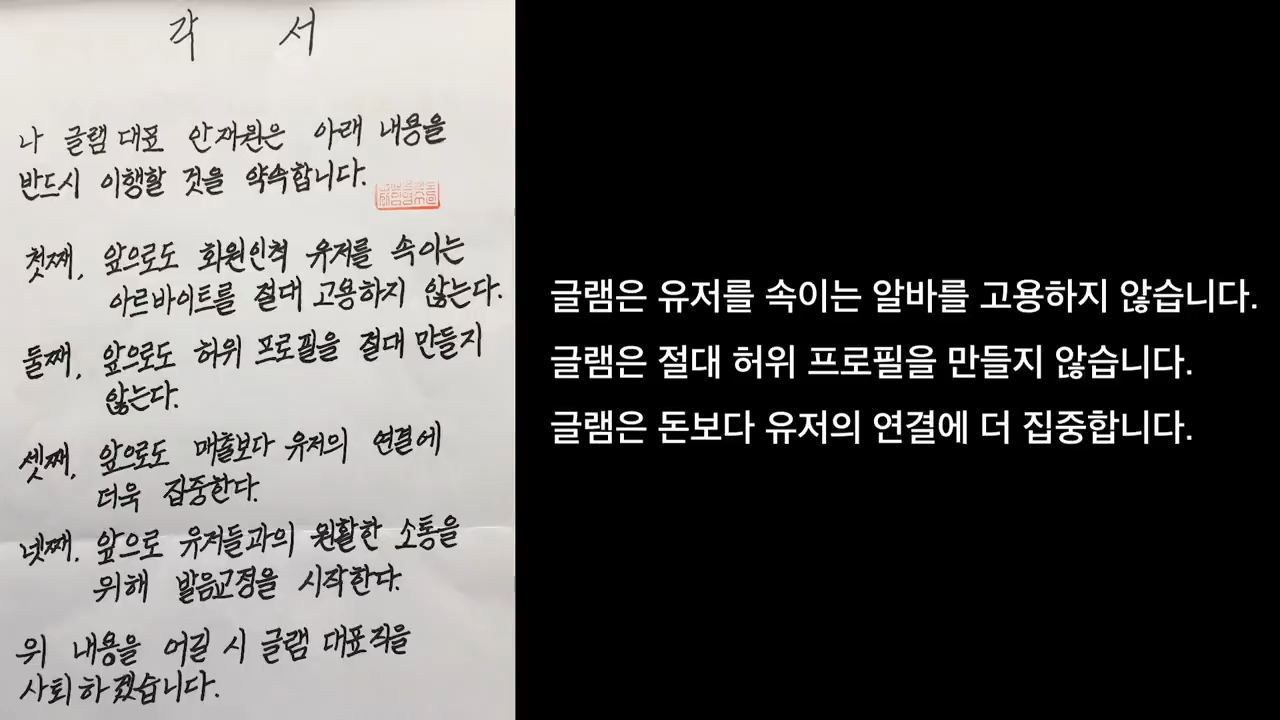 각 서
나 글램 대표 안재원은 아래 내용을
반드시 이행할 것을 약속합니다.
첫째, 앞으로도 회원인척 유저를 속이는
아르바이트를 절대 고용하지 않는다.
둘째, 앞으로도 허위 프로필을 절대 만들지
않는다.
셋째, 앞으로도 매출보다 유저의 연결에
더욱 집중한다.
넷째. 앞으로 유저들과의 원활한 소통을
위해 발음교정을 시작한다.
위 내용을 어길 시 글램 대표직을
사퇴하겠습니다.
글램은 유저를 속이는 알바를 고용하지 않습니다.
글램은 절대 허위 프로필을 만들지 않습니다.
글램은 돈보다 유저의 연결에 더 집중합니다.